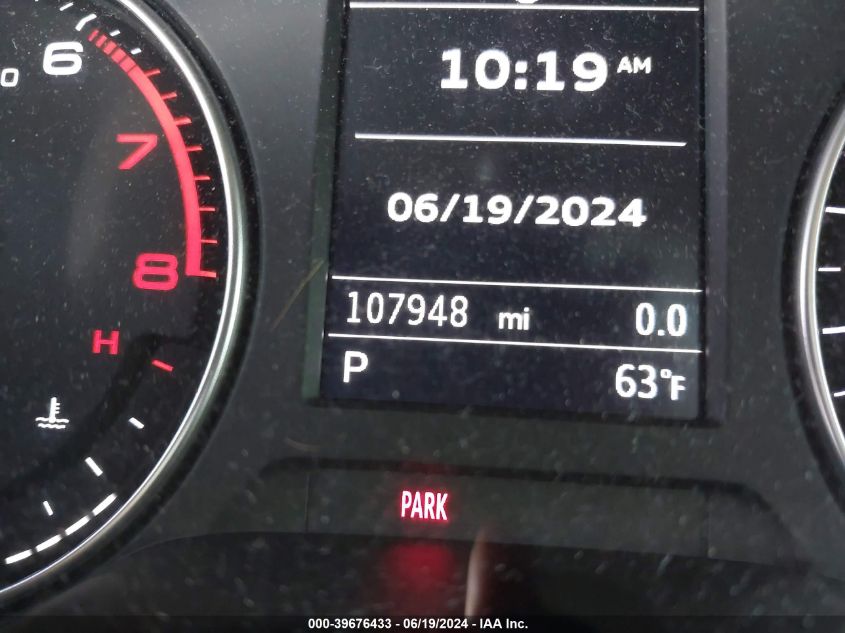 6
7
8
H
10:19 AM
06/19/2024
107948 mi 0.0
P 63°F
PARK
000-39676433 - 06/19/2024 - IAA Inc.